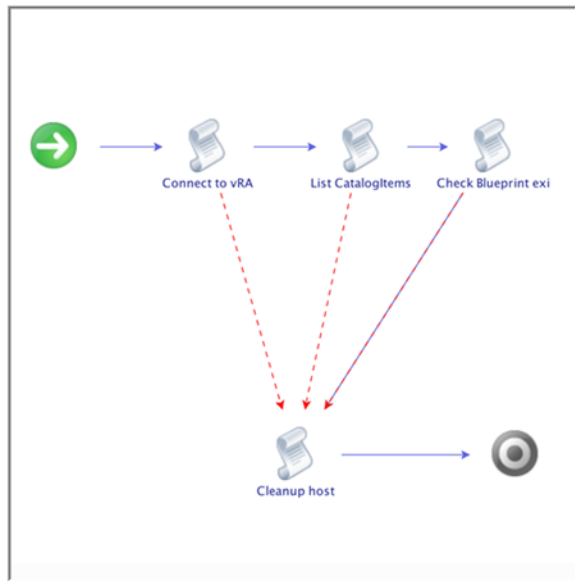 Connect to vRA
List CatalogItems
Check Blueprint exi
Cleanup host